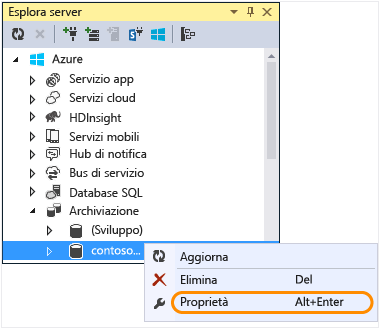 Esplora server
Azure
Servizio app
Servizi cloud
HDInsight
Servizi mobili
Hub di notifica
Bus di servizio
Database SQL
Archiviazione
(Sviluppo)
contoso...
Aggiorna
Elimina Del
Proprietà Alt+Enter